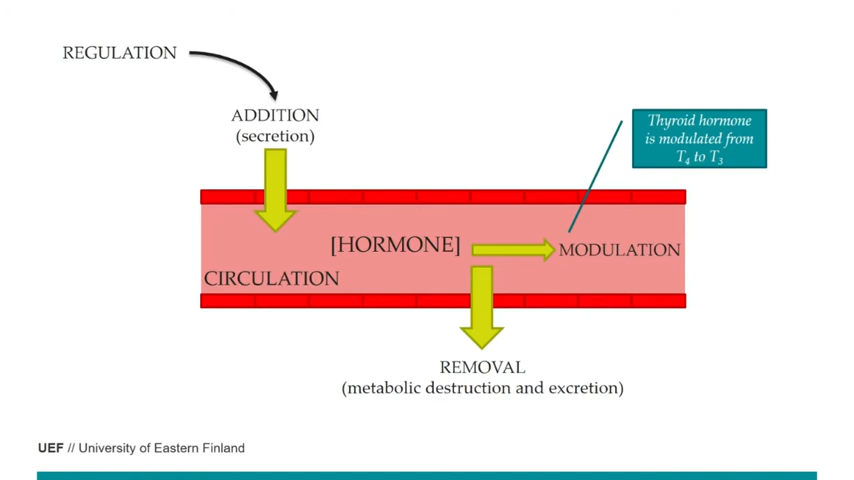 REGULATION
ADDITION
(secretion)
Thyroid hormone
is modulated from
T₄ to T₃
[HORMONE]
MODULATION
CIRCULATION
REMOVAL
(metabolic destruction and excretion)
UEF // University of Eastern Finland